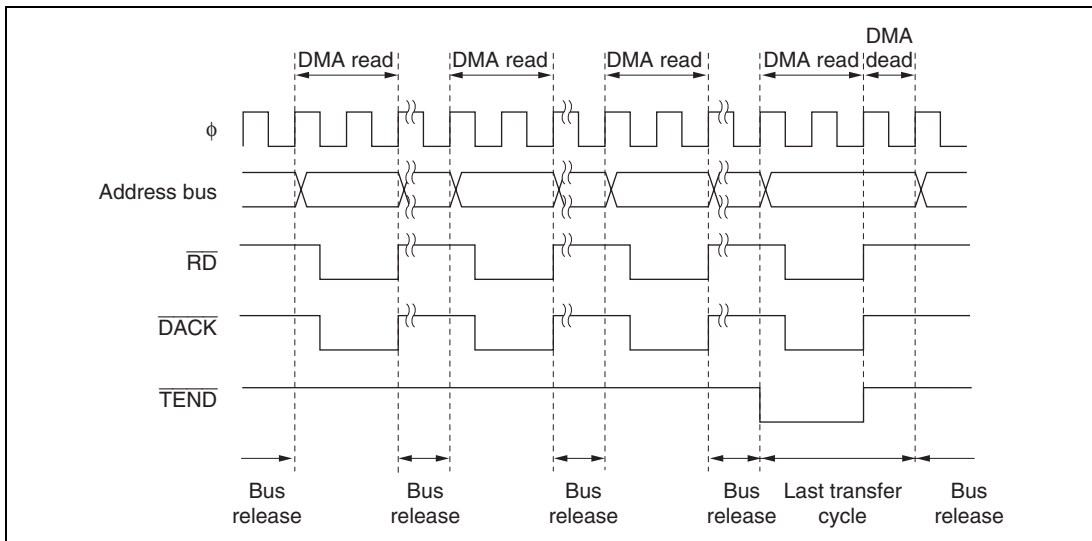 DMA
DMA read DMA read DMA read DMA read dead
ϕ
Address bus
RD
DACK
TEND
Bus release Bus release Bus release Bus release Last transfer cycle Bus release